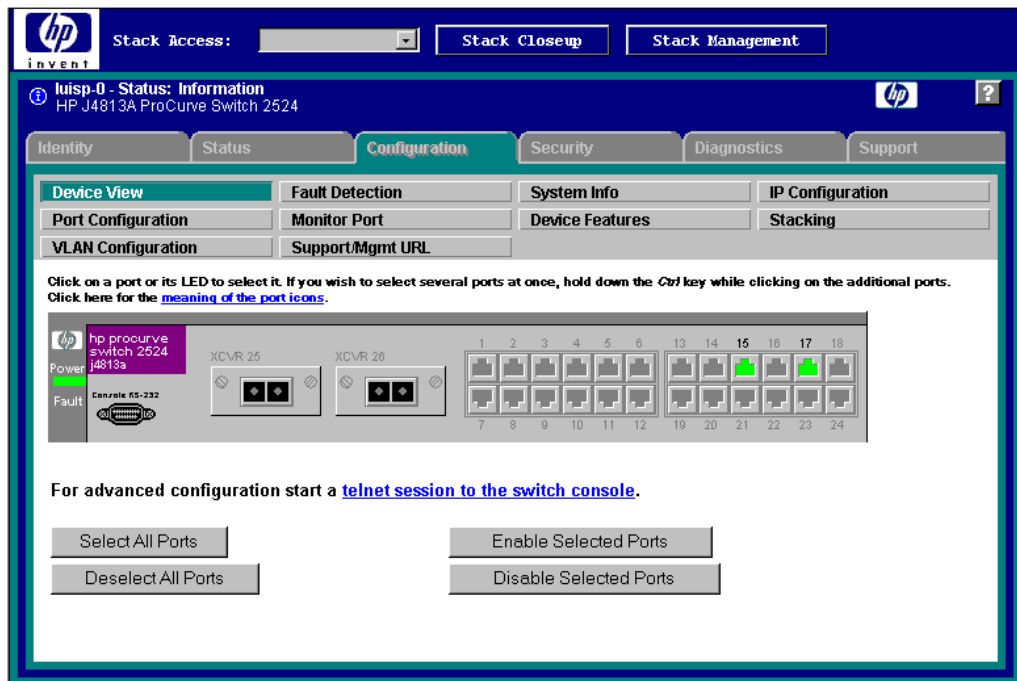 hp
invent
Stack Access:
Stack Closeup
Stack Management
luisp-0 - Status: Information
HP J4813A ProCurve Switch 2524
hp
?
Identity
Status
Configuration
Security
Diagnostics
Support
Device View
Fault Detection
System Info
IP Configuration
Port Configuration
Monitor Port
Device Features
Stacking
VLAN Configuration
Support/Mgmt URL
Click on a port or its LED to select it. If you wish to select several ports at once, hold down the Ctrl key while clicking on the additional ports.
Click here for the meaning of the port icons.
hp
hp procurve
switch 2524
j4813a
Power
Fault
Console RS-232
XCVR 25
XCVR 26
1 2 3 4 5 6 13 14 15 16 17 18
7 8 9 10 11 12 19 20 21 22 23 24
For advanced configuration start a telnet session to the switch console.
Select All Ports
Enable Selected Ports
Deselect All Ports
Disable Selected Ports